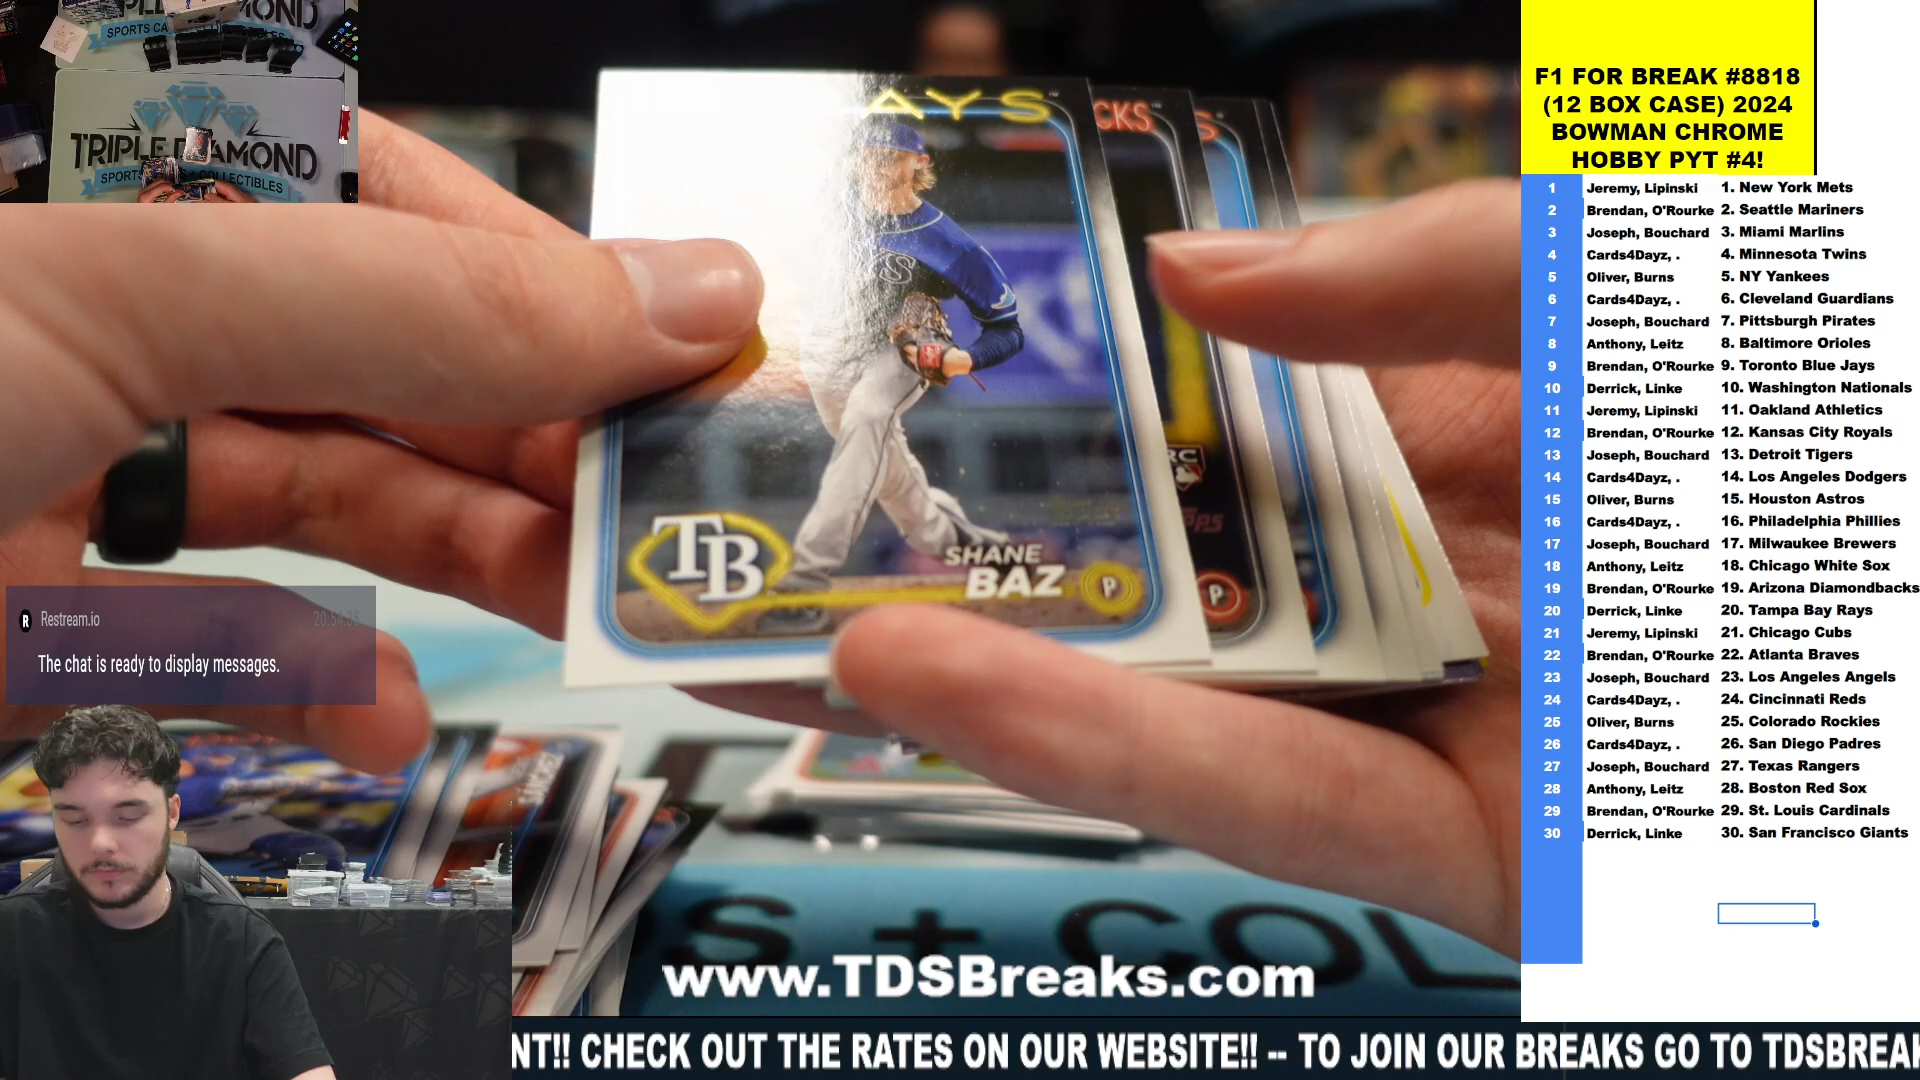 TRIPLE DIAMOND
SPORTS CARDS + COLLECTIBLES
F1 FOR BREAK #8818
(12 BOX CASE) 2024
BOWMAN CHROME
HOBBY PYT #4!
1 Jeremy, Lipinski 1. New York Mets
2 Brendan, O'Rourke 2. Seattle Mariners
3 Joseph, Bouchard 3. Miami Marlins
4 Cards4Dayz, . 4. Minnesota Twins
5 Oliver, Burns 5. NY Yankees
6 Cards4Dayz, . 6. Cleveland Guardians
7 Joseph, Bouchard 7. Pittsburgh Pirates
8 Anthony, Leitz 8. Baltimore Orioles
9 Brendan, O'Rourke 9. Toronto Blue Jays
10 Derrick, Linke 10. Washington Nationals
11 Jeremy, Lipinski 11. Oakland Athletics
12 Brendan, O'Rourke 12. Kansas City Royals
13 Joseph, Bouchard 13. Detroit Tigers
14 Cards4Dayz, . 14. Los Angeles Dodgers
15 Oliver, Burns 15. Houston Astros
16 Cards4Dayz, . 16. Philadelphia Phillies
17 Joseph, Bouchard 17. Milwaukee Brewers
18 Anthony, Leitz 18. Chicago White Sox
19 Brendan, O'Rourke 19. Arizona Diamondbacks
20 Derrick, Linke 20. Tampa Bay Rays
21 Jeremy, Lipinski 21. Chicago Cubs
22 Brendan, O'Rourke 22. Atlanta Braves
23 Joseph, Bouchard 23. Los Angeles Angels
24 Cards4Dayz, . 24. Cincinnati Reds
25 Oliver, Burns 25. Colorado Rockies
26 Cards4Dayz, . 26. San Diego Padres
27 Joseph, Bouchard 27. Texas Rangers
28 Anthony, Leitz 28. Boston Red Sox
29 Brendan, O'Rourke 29. St. Louis Cardinals
30 Derrick, Linke 30. San Francisco Giants
AYS
CKS
S
RC
TB
SHANE
BAZ
P
P
R Restream.io 20:54:35
The chat is ready to display messages.
SÁNCHEZ
S + COL
www.TDSBreaks.com
NT!! CHECK OUT THE RATES ON OUR WEBSITE!! -- TO JOIN OUR BREAKS GO TO TDSBREAK